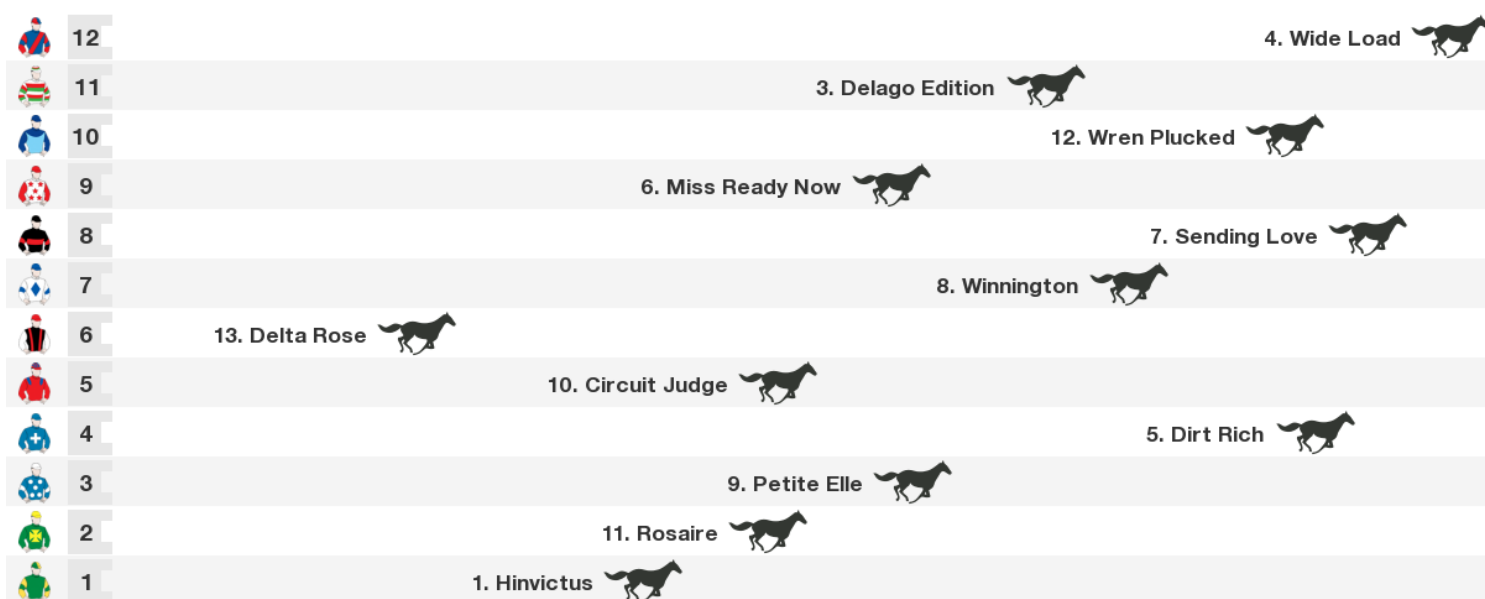 12 4. Wide Load
11 3. Delago Edition
10 12. Wren Plucked
9 6. Miss Ready Now
8 7. Sending Love
7 8. Winnington
6 13. Delta Rose
5 10. Circuit Judge
4 5. Dirt Rich
3 9. Petite Elle
2 11. Rosaire
1 1. Hinvictus